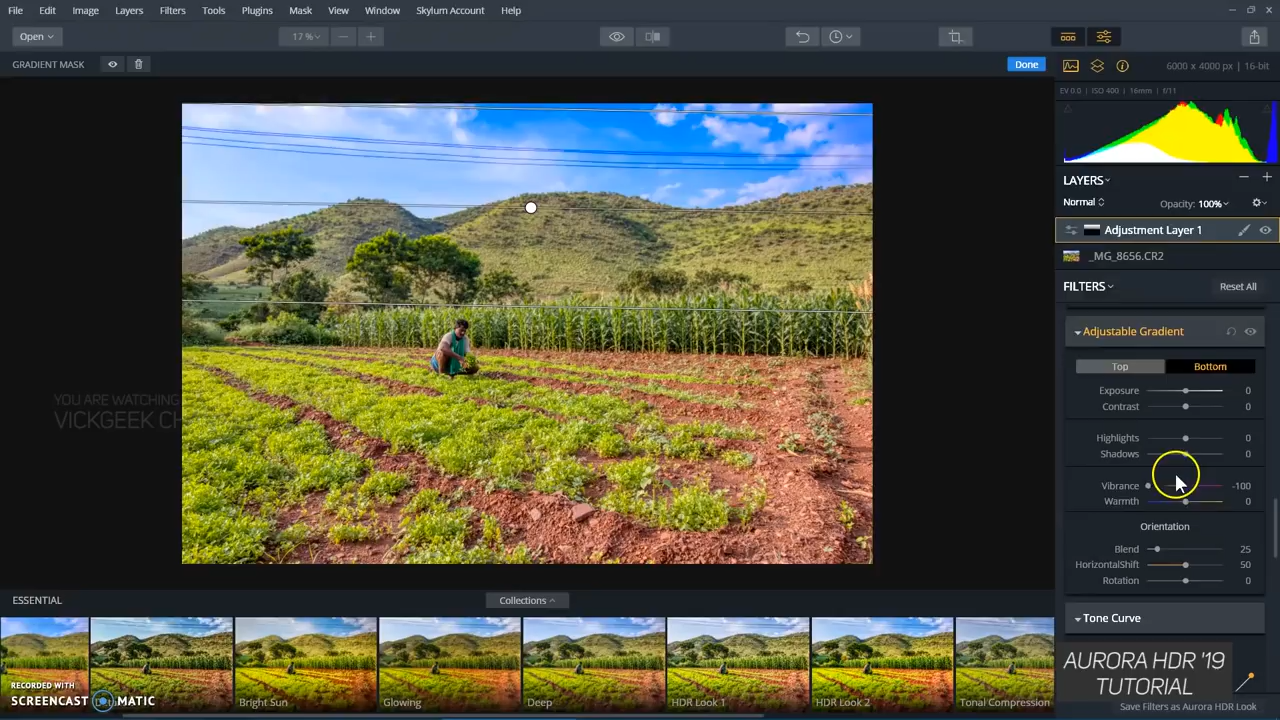 File Edit Image Layers Filters Tools Plugins Mask View Window Skylum Account Help
Open 17 %
GRADIENT MASK Done
6000 x 4000 px | 16-bit
EV 0.0 | ISO 400 | 16mm | f/11
LAYERS
Normal Opacity: 100%
Adjustment Layer 1
_MG_8656.CR2
FILTERS Reset All
Adjustable Gradient
Top Bottom
Exposure 0
Contrast 0
Highlights 0
Shadows 0
Vibrance -100
Warmth 0
Orientation
Blend 25
HorizontalShift 50
Rotation 0
Tone Curve
YOU ARE WATCHING
VICKGEEK CH
ESSENTIAL Collections
Bright Sun Glowing Deep HDR Look 1 HDR Look 2 Tonal Compression
RECORDED WITH
SCREENCAST MATIC
AURORA HDR '19
TUTORIAL
Save Filters as Aurora HDR Look